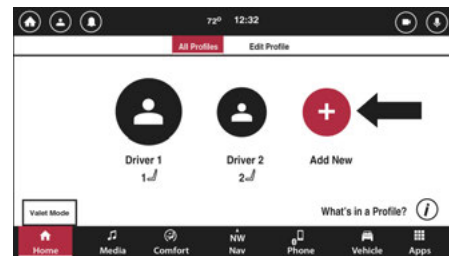 72° 12:32
All Profiles Edit Profile
Driver 1 Driver 2 Add New
1 2
Valet Mode What's in a Profile? i
NW
Home Media Comfort Nav Phone Vehicle Apps